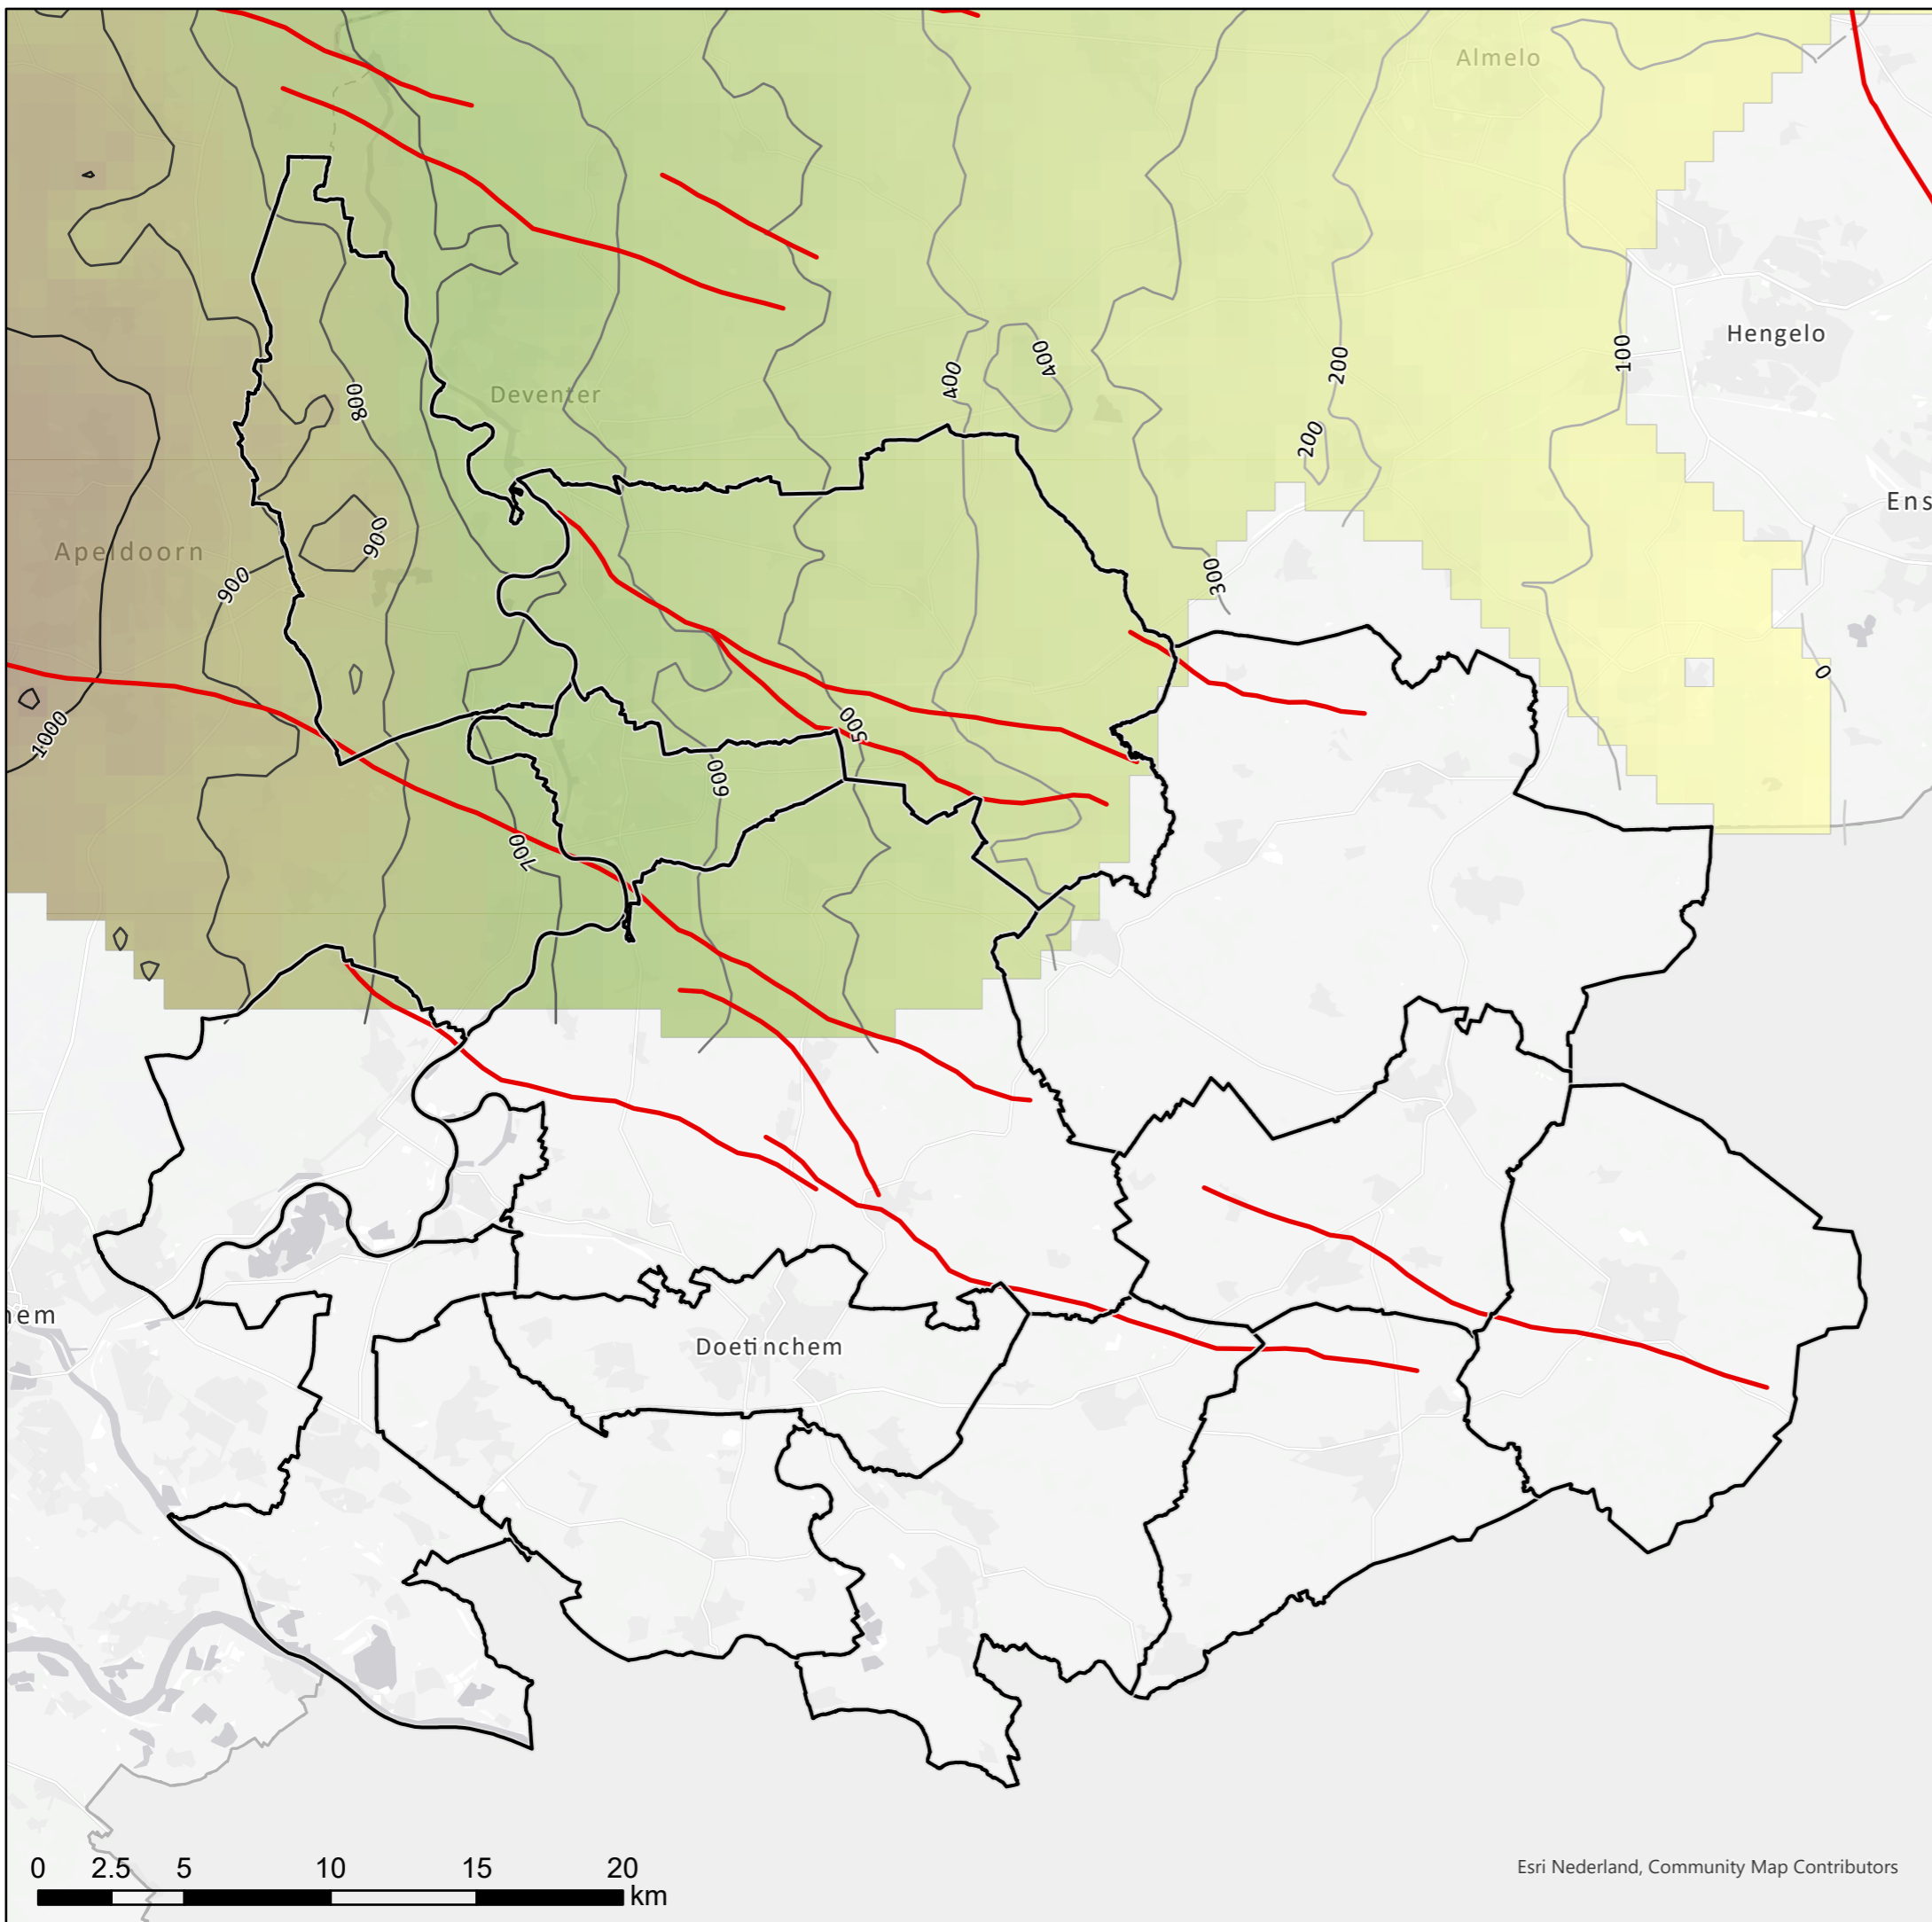 Almelo
Hengelo
400
400
200
100
Deventer
800
200
Ens
900
Apeldoorn
900
300
0
1000
500
600
700
hem
Doetinchem
0 2.5 5 10 15 20
km
Esri Nederland, Community Map Contributors